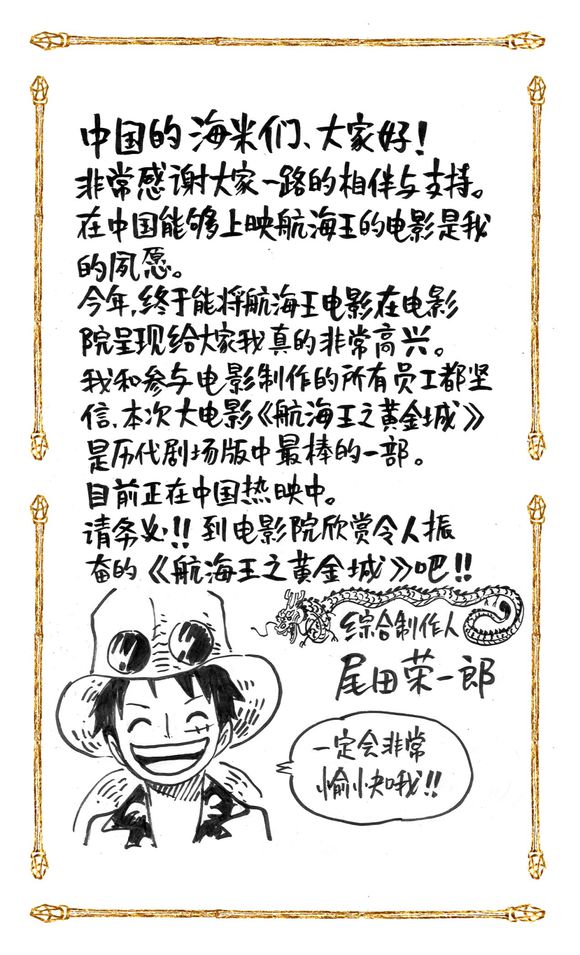 中国的海米们、大家好！
非常感谢大家一路的相伴与支持。
在中国能够上映航海王的电影是我
的夙愿。
今年,终于能将航海王电影在电影
院呈现给大家我真的非常高兴。
我和参与电影制作的所有员工都坚
信、本次大电影《航海王之黄金城》
是历代剧场版中最棒的一部。
目前正在中国热映中。
请务必!! 到电影院欣赏令人振
奋的《航海王之黄金城》吧!!
综合制作人
尾田荣一郎
一定会非常
愉快哦!!